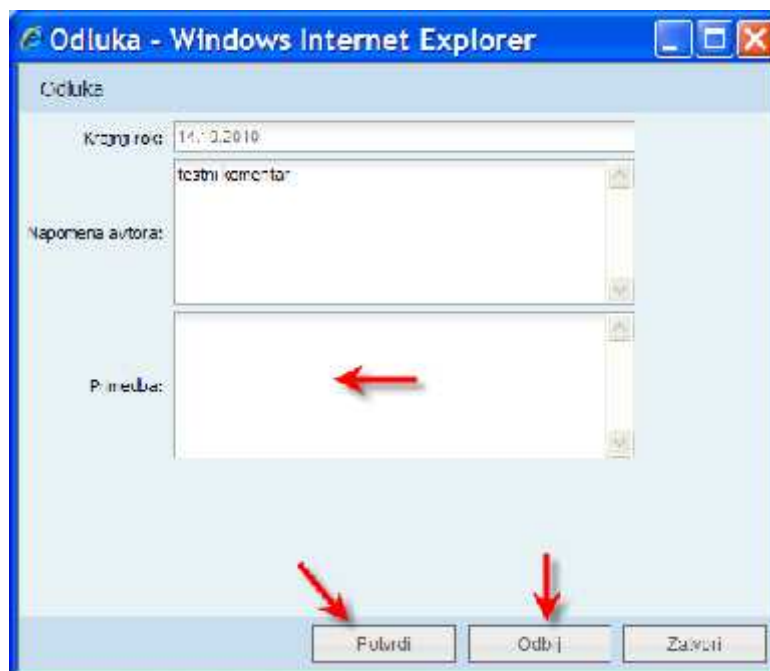 Odluka - Windows Internet Explorer
Odluka
Krajnji rok: 14.10.2010
testni komentar
Napomena autora:
Primedba:
Potvrdi Odbij Zatvori